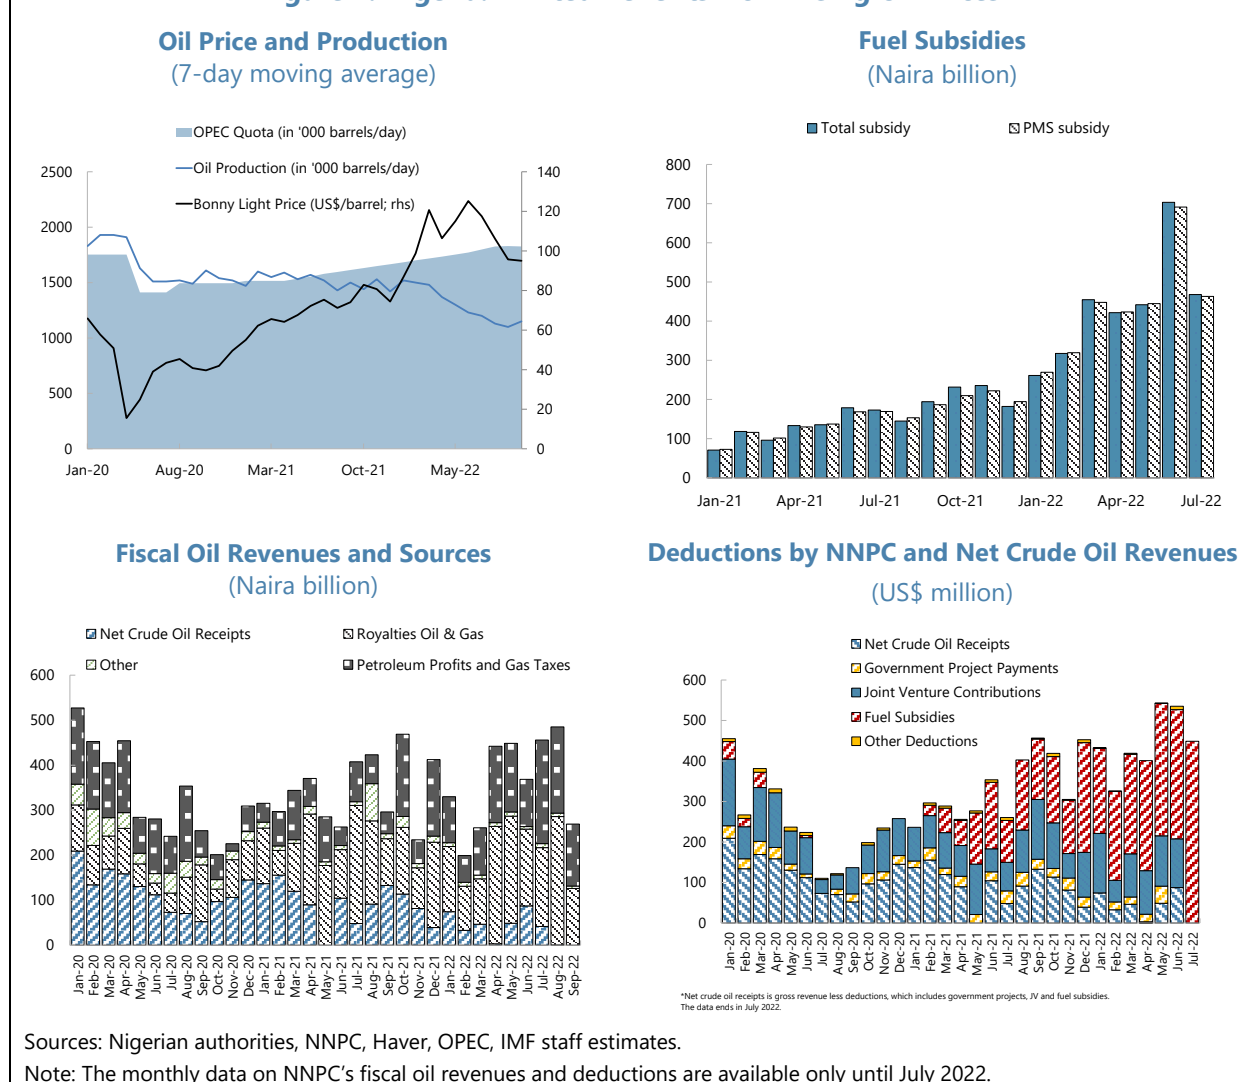 Oil Price and Production
(7-day moving average)
OPEC Quota (in '000 barrels/day)
Oil Production (in '000 barrels/day)
Bonny Light Price (US$/barrel; rhs)
2500
2000
1500
1000
500
0
140
120
100
80
60
40
20
0
Jan-20 Aug-20 Mar-21 Oct-21 May-22
Fuel Subsidies
(Naira billion)
Total subsidy PMS subsidy
800
700
600
500
400
300
200
100
0
Jan-21 Apr-21 Jul-21 Oct-21 Jan-22 Apr-22 Jul-22
Fiscal Oil Revenues and Sources
(Naira billion)
Net Crude Oil Receipts Royalties Oil & Gas
Other Petroleum Profits and Gas Taxes
600
500
400
300
200
100
0
Jan-20 Feb-20 Mar-20 Apr-20 May-20 Jun-20 Jul-20 Aug-20 Sep-20 Oct-20 Nov-20 Dec-20 Jan-21 Feb-21 Mar-21 Apr-21 May-21 Jun-21 Jul-21 Aug-21 Sep-21 Oct-21 Nov-21 Dec-21 Jan-22 Feb-22 Mar-22 Apr-22 May-22 Jun-22 Jul-22 Aug-22 Sep-22
Deductions by NNPC and Net Crude Oil Revenues
(US$ million)
Net Crude Oil Receipts
Government Project Payments
Joint Venture Contributions
Fuel Subsidies
Other Deductions
600
500
400
300
200
100
0
Jan-20 Feb-20 Mar-20 Apr-20 May-20 Jun-20 Jul-20 Aug-20 Sep-20 Oct-20 Nov-20 Dec-20 Jan-21 Feb-21 Mar-21 Apr-21 May-21 Jun-21 Jul-21 Aug-21 Sep-21 Oct-21 Nov-21 Dec-21 Jan-22 Feb-22 Mar-22 Apr-22 May-22 Jun-22 Jul-22
*Net crude oil receipts is gross revenue less deductions, which includes government projects, JV and fuel subsidies.
The data ends in July 2022.
Sources: Nigerian authorities, NNPC, Haver, OPEC, IMF staff estimates.
Note: The monthly data on NNPC's fiscal oil revenues and deductions are available only until July 2022.